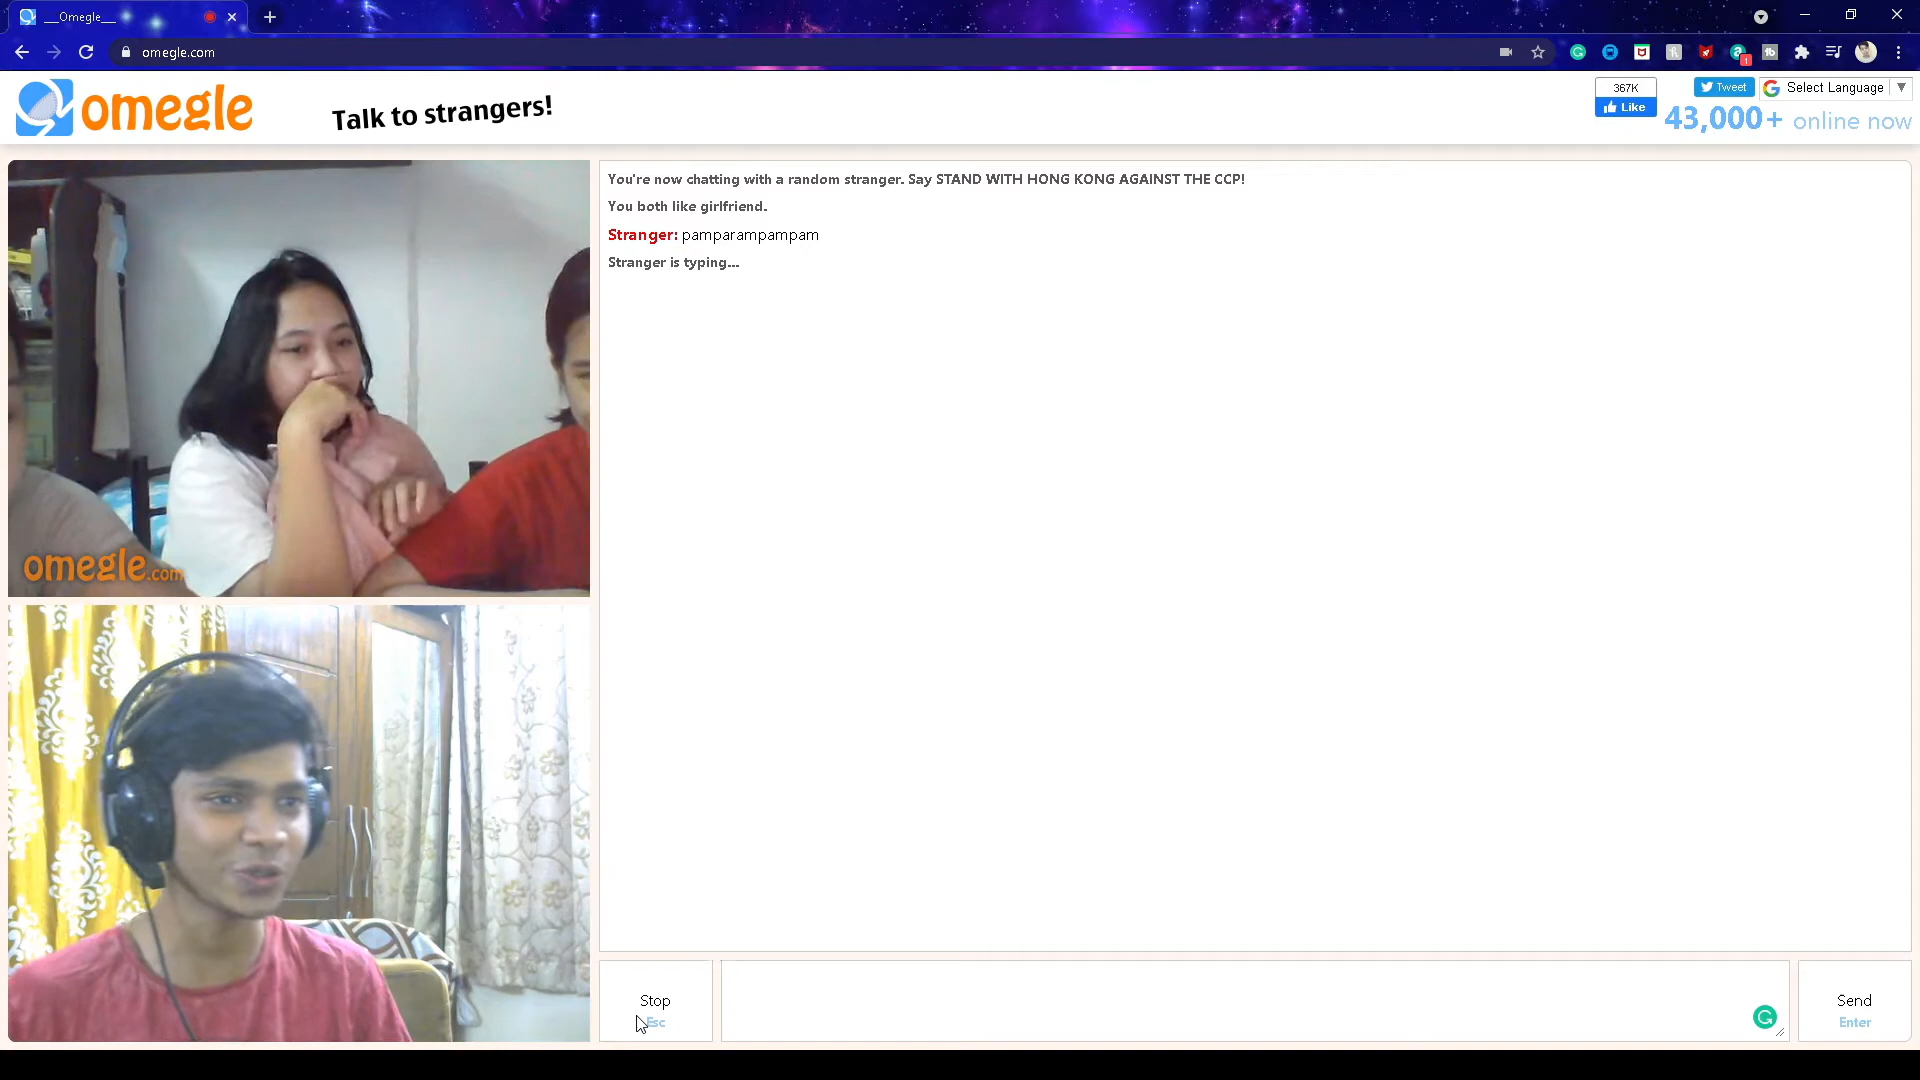 __Omegle__
omegle.com
omegle
Talk to strangers!
367K
Like
Tweet
Select Language
43,000+ online now
1
You're now chatting with a random stranger. Say STAND WITH HONG KONG AGAINST THE CCP!
You both like girlfriend.
Stranger: pamparampampam
Stranger is typing...
omegle.com
Stop
Esc
Send
Enter